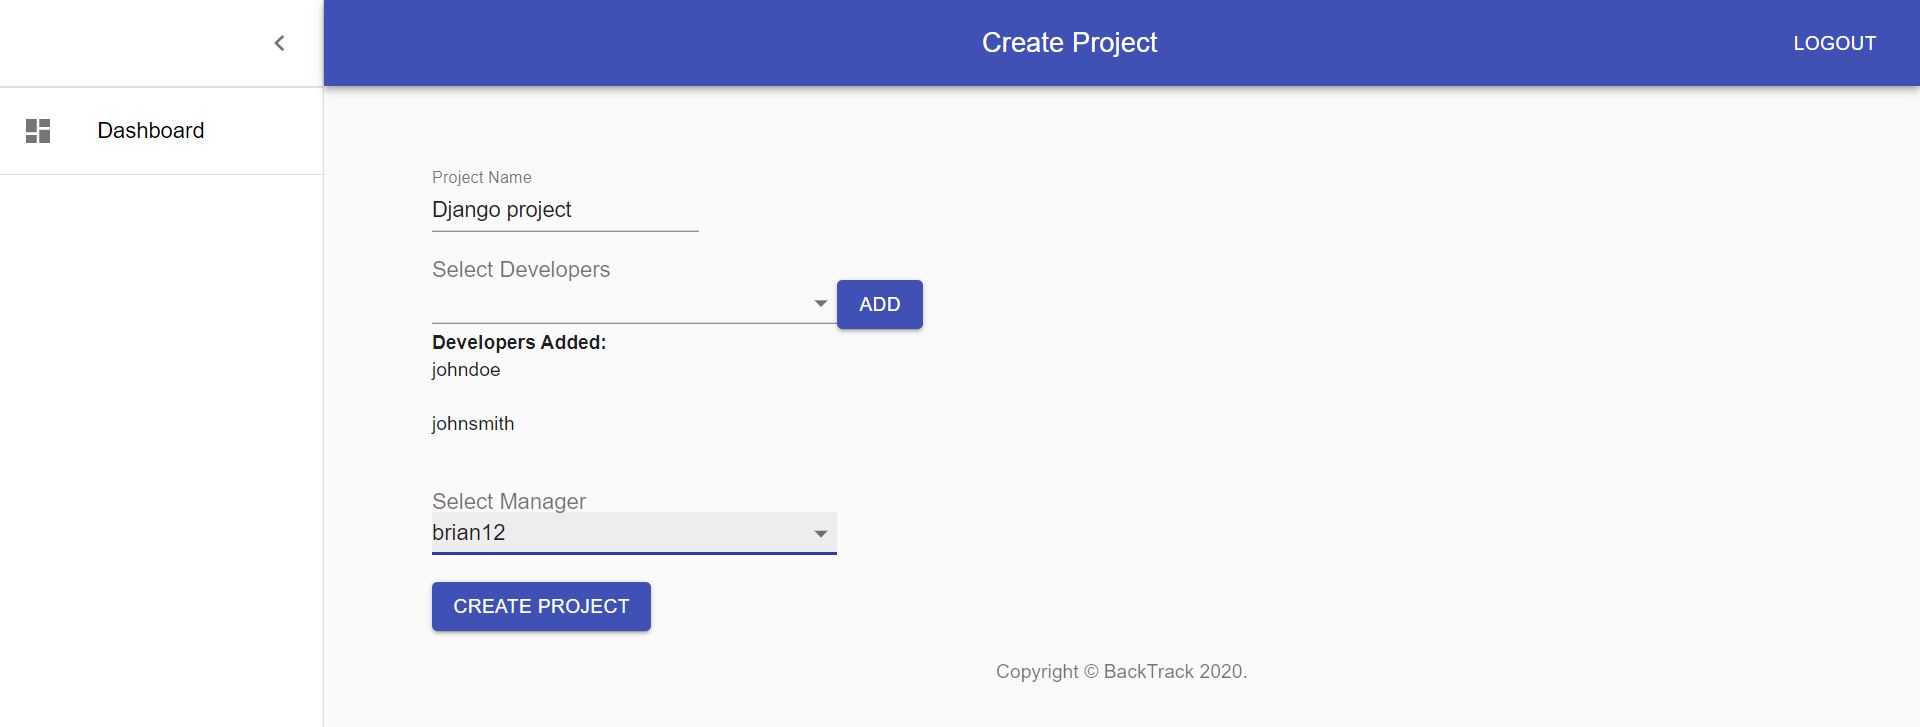 Create Project
LOGOUT
Dashboard
Project Name
Django project
Select Developers
ADD
Developers Added:
johndoe
johnsmith
Select Manager
brian12
CREATE PROJECT
Copyright © BackTrack 2020.